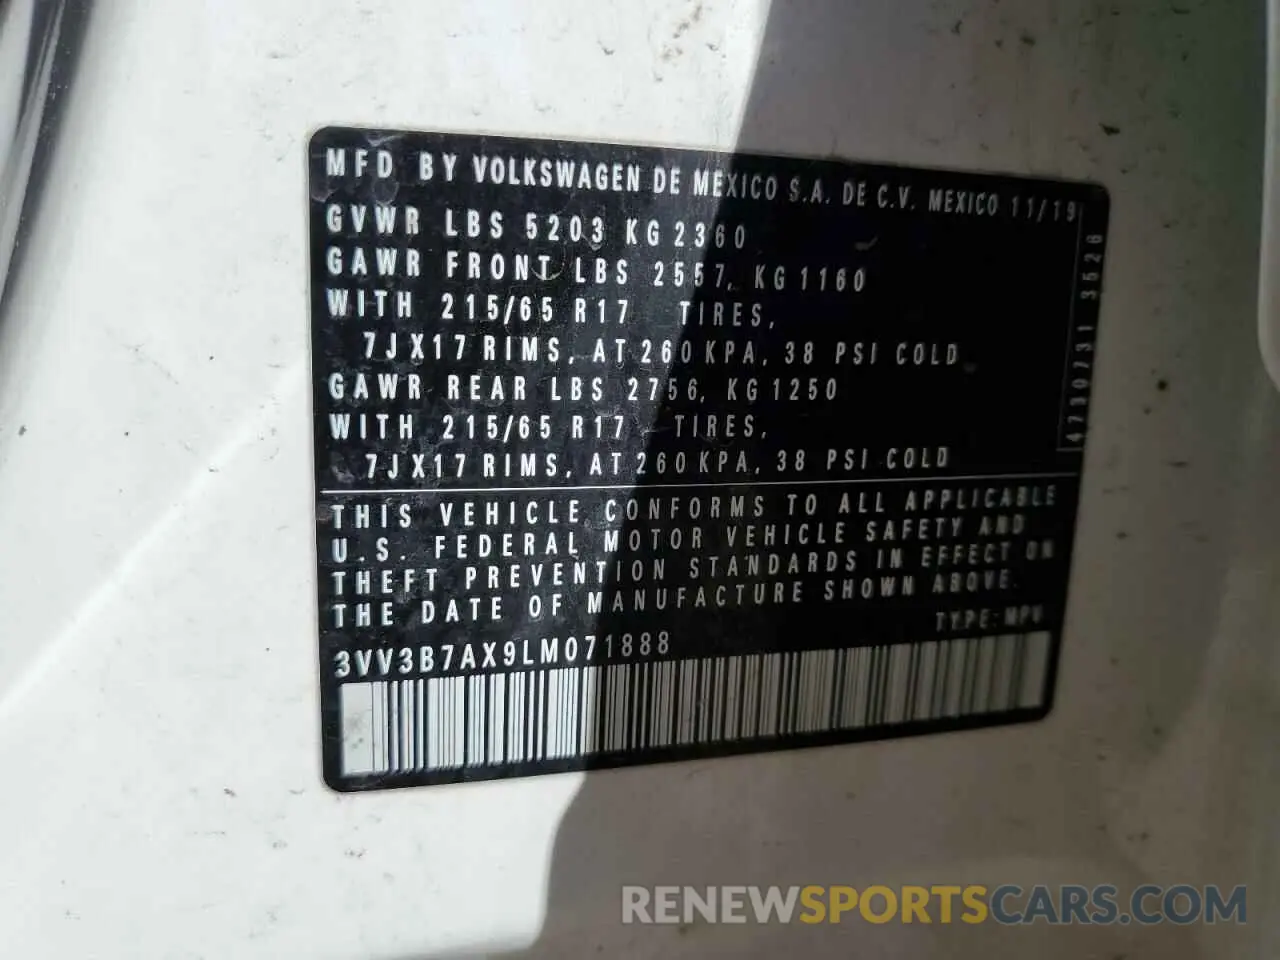 MFD BY VOLKSWAGEN DE MEXICO S.A. DE C.V. MEXICO 11/19
GVWR LBS 5203 KG 2360
GAWR FRONT LBS 2557, KG 1160
WITH 215/65 R17 TIRES,
7JX17 RIMS, AT 260 KPA, 38 PSI COLD
GAWR REAR LBS 2756, KG 1250
WITH 215/65 R17 TIRES,
7JX17 RIMS, AT 260 KPA, 38 PSI COLD
4730731 3526
THIS VEHICLE CONFORMS TO ALL APPLICABLE
U.S. FEDERAL MOTOR VEHICLE SAFETY AND
THEFT PREVENTION STANDARDS IN EFFECT ON
THE DATE OF MANUFACTURE SHOWN ABOVE.
TYPE: MPV
3VV3B7AX9LM071888
RENEWSPORTSCARS.COM